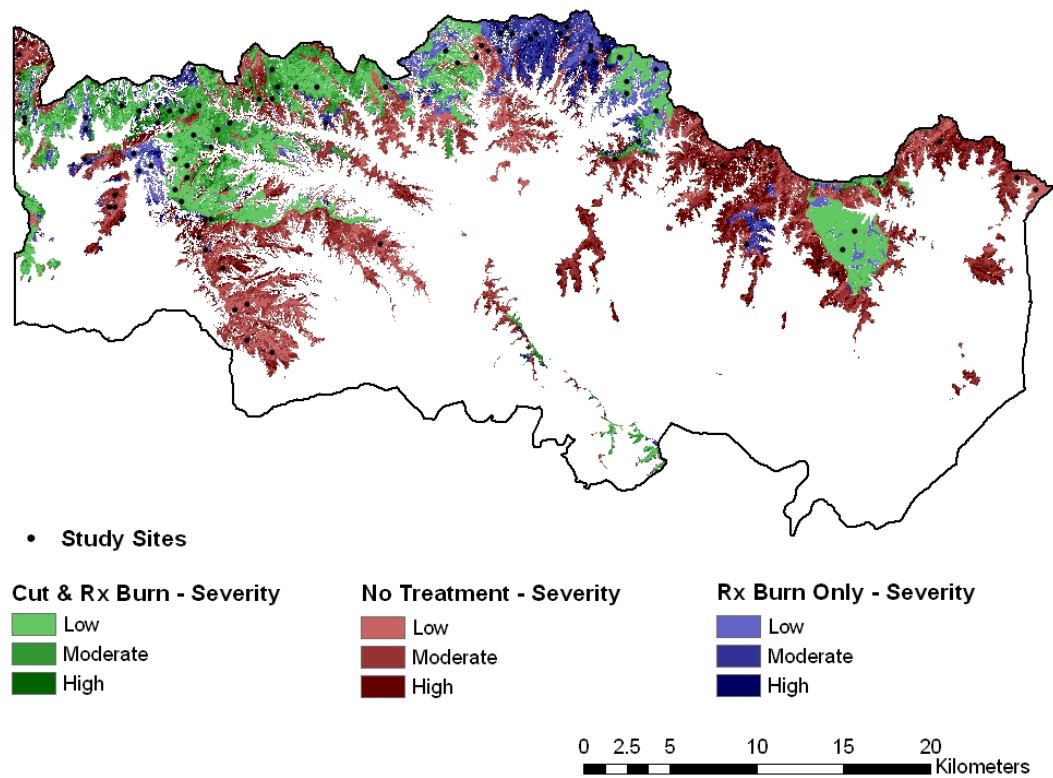 Study Sites
Cut & Rx Burn - Severity
Low
Moderate
High
No Treatment - Severity
Low
Moderate
High
Rx Burn Only - Severity
Low
Moderate
High
0 2.5 5 10 15 20
Kilometers